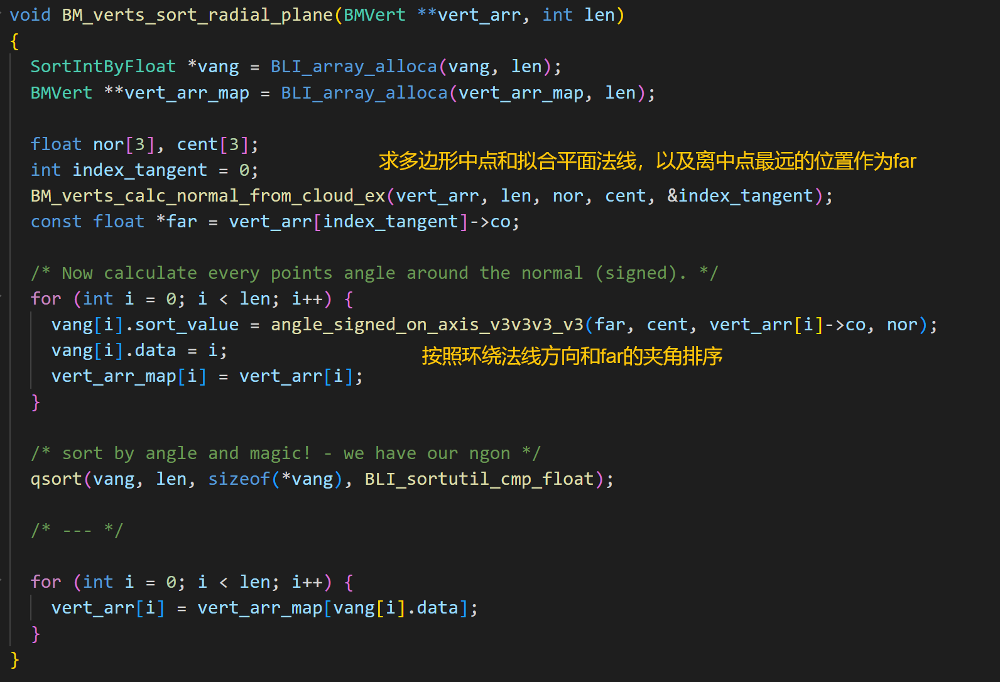 void BM_verts_sort_radial_plane(BMVert **vert_arr, int len)
{
  SortIntByFloat *vang = BLI_array_alloca(vang, len);
  BMVert **vert_arr_map = BLI_array_alloca(vert_arr_map, len);

  float nor[3], cent[3];
求多边形中点和拟合平面法线，以及离中点最远的位置作为far
  int index_tangent = 0;
  BM_verts_calc_normal_from_cloud_ex(vert_arr, len, nor, cent, &index_tangent);
  const float *far = vert_arr[index_tangent]->co;

  /* Now calculate every points angle around the normal (signed). */
  for (int i = 0; i < len; i++) {
    vang[i].sort_value = angle_signed_on_axis_v3v3v3_v3(far, cent, vert_arr[i]->co, nor);
    vang[i].data = i;
按照环绕法线方向和far的夹角排序
    vert_arr_map[i] = vert_arr[i];
  }

  /* sort by angle and magic! - we have our ngon */
  qsort(vang, len, sizeof(*vang), BLI_sortutil_cmp_float);

  /* --- */

  for (int i = 0; i < len; i++) {
    vert_arr[i] = vert_arr_map[vang[i].data];
  }
}